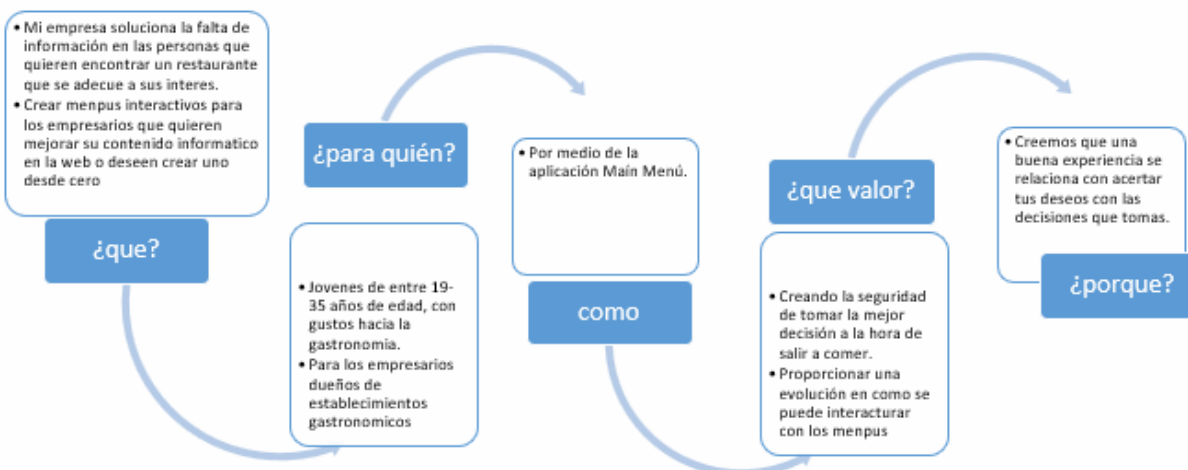 • Mi empresa soluciona la falta de
información en las personas que
quieren encontrar un restaurante
que se adecue a sus interes.
• Crear menpus interactivos para
los empresarios que quieren
mejorar su contenido informatico
en la web o deseen crear uno
desde cero
¿que?
¿para quién?
• Jovenes de entre 19-
35 años de edad, con
gustos hacia la
gastronomia.
• Para los empresarios
dueños de
establecimientos
gastronomicos
• Por medio de la
aplicación Maín Menú.
como
¿que valor?
• Creando la seguridad
de tomar la mejor
decisión a la hora de
salir a comer.
• Proporcionar una
evolución en como se
puede interacturar
con los menpus
• Creemos que una
buena experiencia se
relaciona con acertar
tus deseos con las
decisiones que tomas.
¿porque?